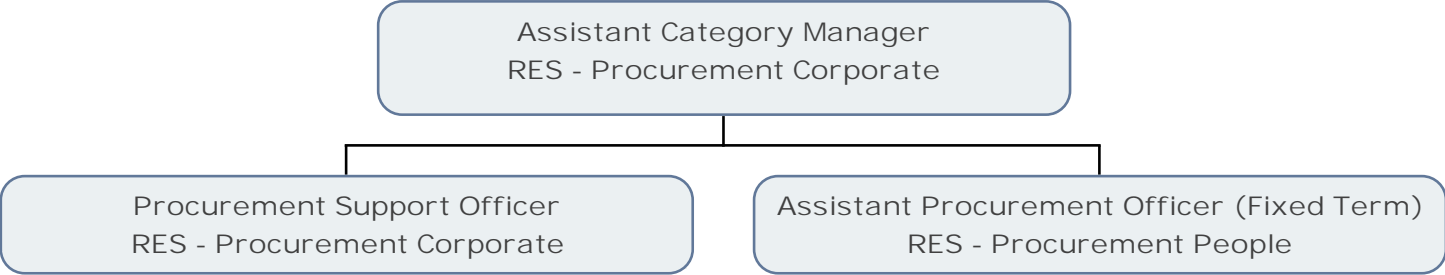 Assistant Category Manager
RES - Procurement Corporate
Procurement Support Officer
RES - Procurement Corporate
Assistant Procurement Officer (Fixed Term)
RES - Procurement People